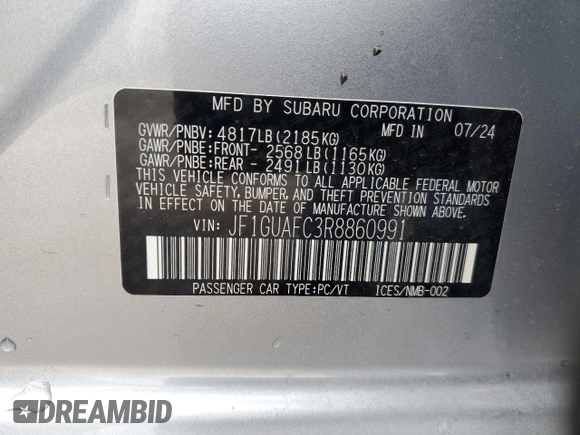 MFD BY SUBARU CORPORATION
GVWR/PNBV: 4817LB(2185KG) MFD IN 07/24
GAWR/PNBE:FRONT- 2568LB(1165KG)
GAWR/PNBE:REAR - 2491LB(1130KG)
THIS VEHICLE CONFORMS TO ALL APPLICABLE FEDERAL MOTOR
VEHICLE SAFETY, BUMPER, AND THEFT PREVENTION STANDARDS
IN EFFECT ON THE DATE OF MANUFACTURE SHOWN ABOVE.
VIN: JF1GUAFC3R8860991
PASSENGER CAR TYPE:PC/VT ICES/NMB-002
DREAMBID